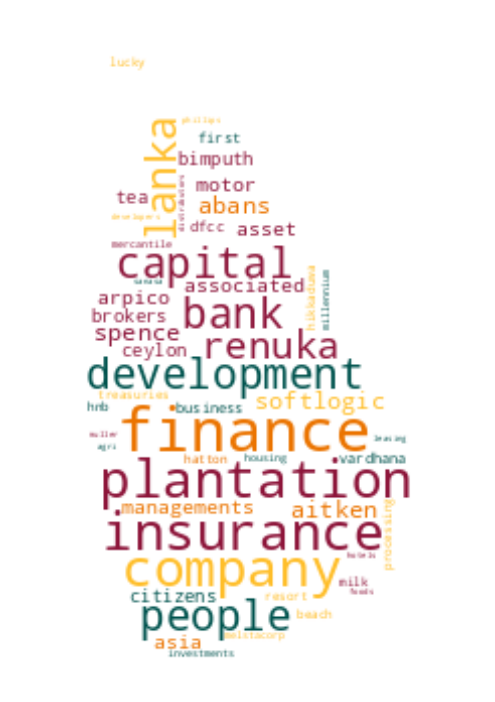 lucky
phillips
lanka
first
bimputh
distributors
tea
motor
developers
abans
dfcc
asset
mercantile
capital
associated
hikkaduwa
millennium
arpico
bank
brokers
spence
renuka
ceylon
development
treasuries
softlogic
hnb
business
finance
muller
leasing
agri
hatton
housing
vardhana
plantation
managements
aitken
processing
insurance
hotels
company
milk
foods
citizens
resort
people
beach
melstacorp
asia
investments